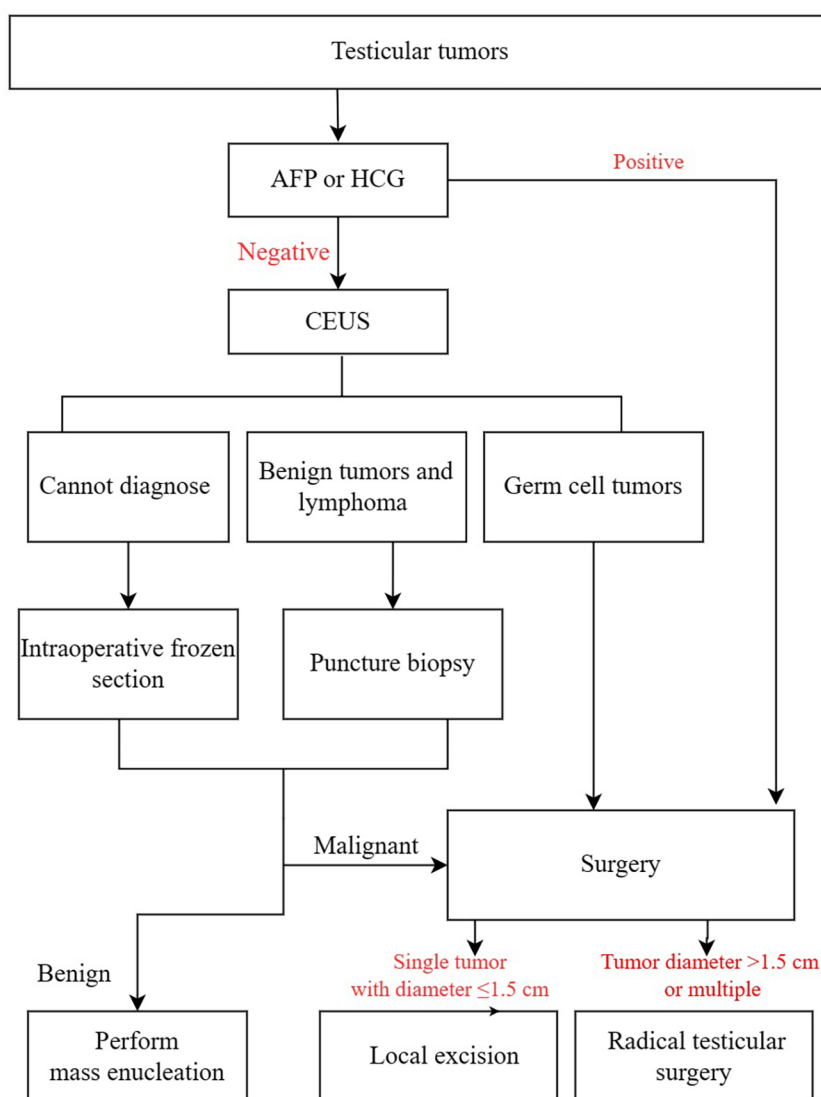 Testicular tumors
AFP or HCG
Positive
Negative
CEUS
Cannot diagnose
Benign tumors and
lymphoma
Germ cell tumors
Intraoperative frozen
section
Puncture biopsy
Malignant
Surgery
Benign
Single tumor
with diameter ≤1.5 cm
Tumor diameter >1.5 cm
or multiple
Perform
mass enucleation
Local excision
Radical testicular
surgery